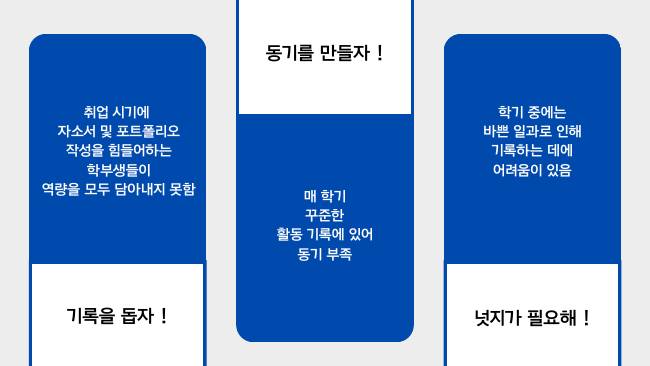 취업 시기에
자소서 및 포트폴리오
작성을 힘들어하는
학부생들이
역량을 모두 담아내지 못함
기록을 돕자 !
동기를 만들자 !
매 학기
꾸준한
활동 기록에 있어
동기 부족
학기 중에는
바쁜 일과로 인해
기록하는 데에
어려움이 있음
넛지가 필요해 !